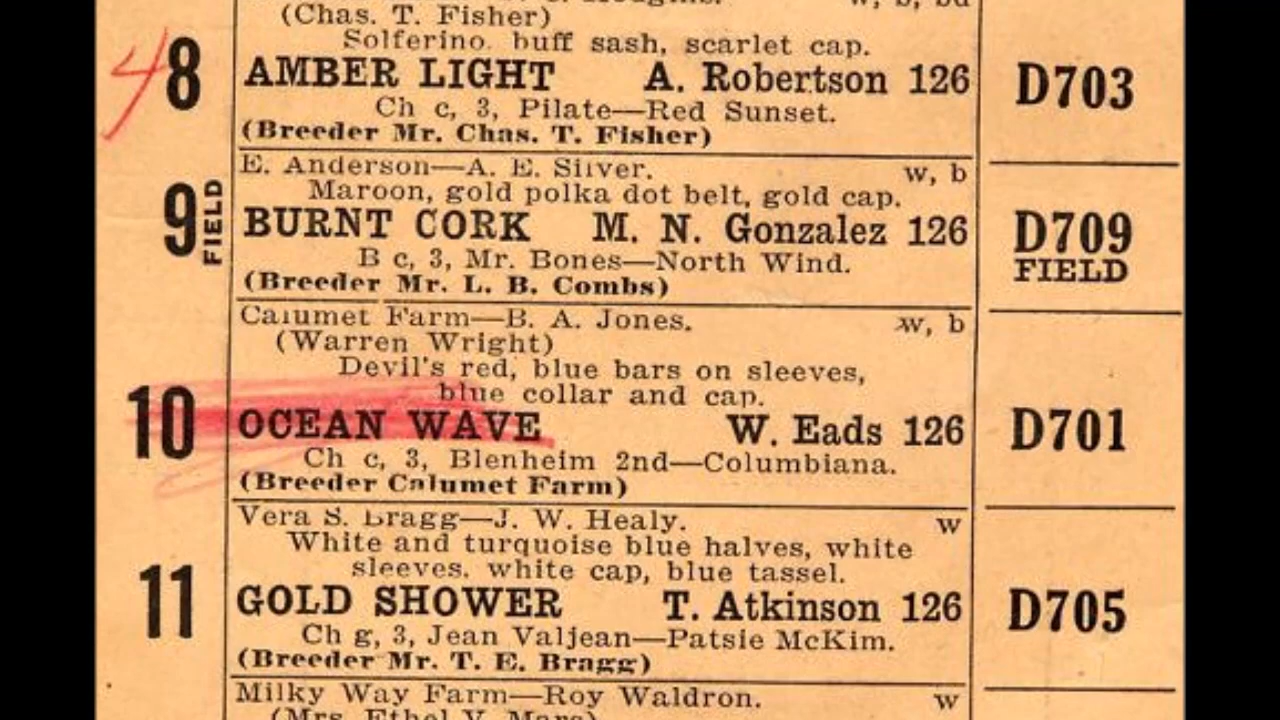 (Chas. T. Fisher)
Solferino, buff sash, scarlet cap.
4 8 AMBER LIGHT A. Robertson 126 D703
Ch c, 3, Pilate—Red Sunset.
(Breeder Mr. Chas. T. Fisher)
E. Anderson—A. E. Silver. w, b
Maroon, gold polka dot belt, gold cap.
9 FIELD BURNT CORK M. N. Gonzalez 126 D709 FIELD
B c, 3, Mr. Bones—North Wind.
(Breeder Mr. L. B. Combs)
Calumet Farm—B. A. Jones. w, b
(Warren Wright)
Devil's red, blue bars on sleeves,
blue collar and cap.
10 OCEAN WAVE W. Eads 126 D701
Ch c, 3, Blenheim 2nd—Columbiana.
(Breeder Calumet Farm)
Vera S. Bragg—J. W. Healy. w
White and turquoise blue halves, white
sleeves, white cap, blue tassel.
11 GOLD SHOWER T. Atkinson 126 D705
Ch g, 3, Jean Valjean—Patsie McKim.
(Breeder Mr. T. E. Bragg)
Milky Way Farm—Roy Waldron. w
(Mrs. Ethel V. Mars)